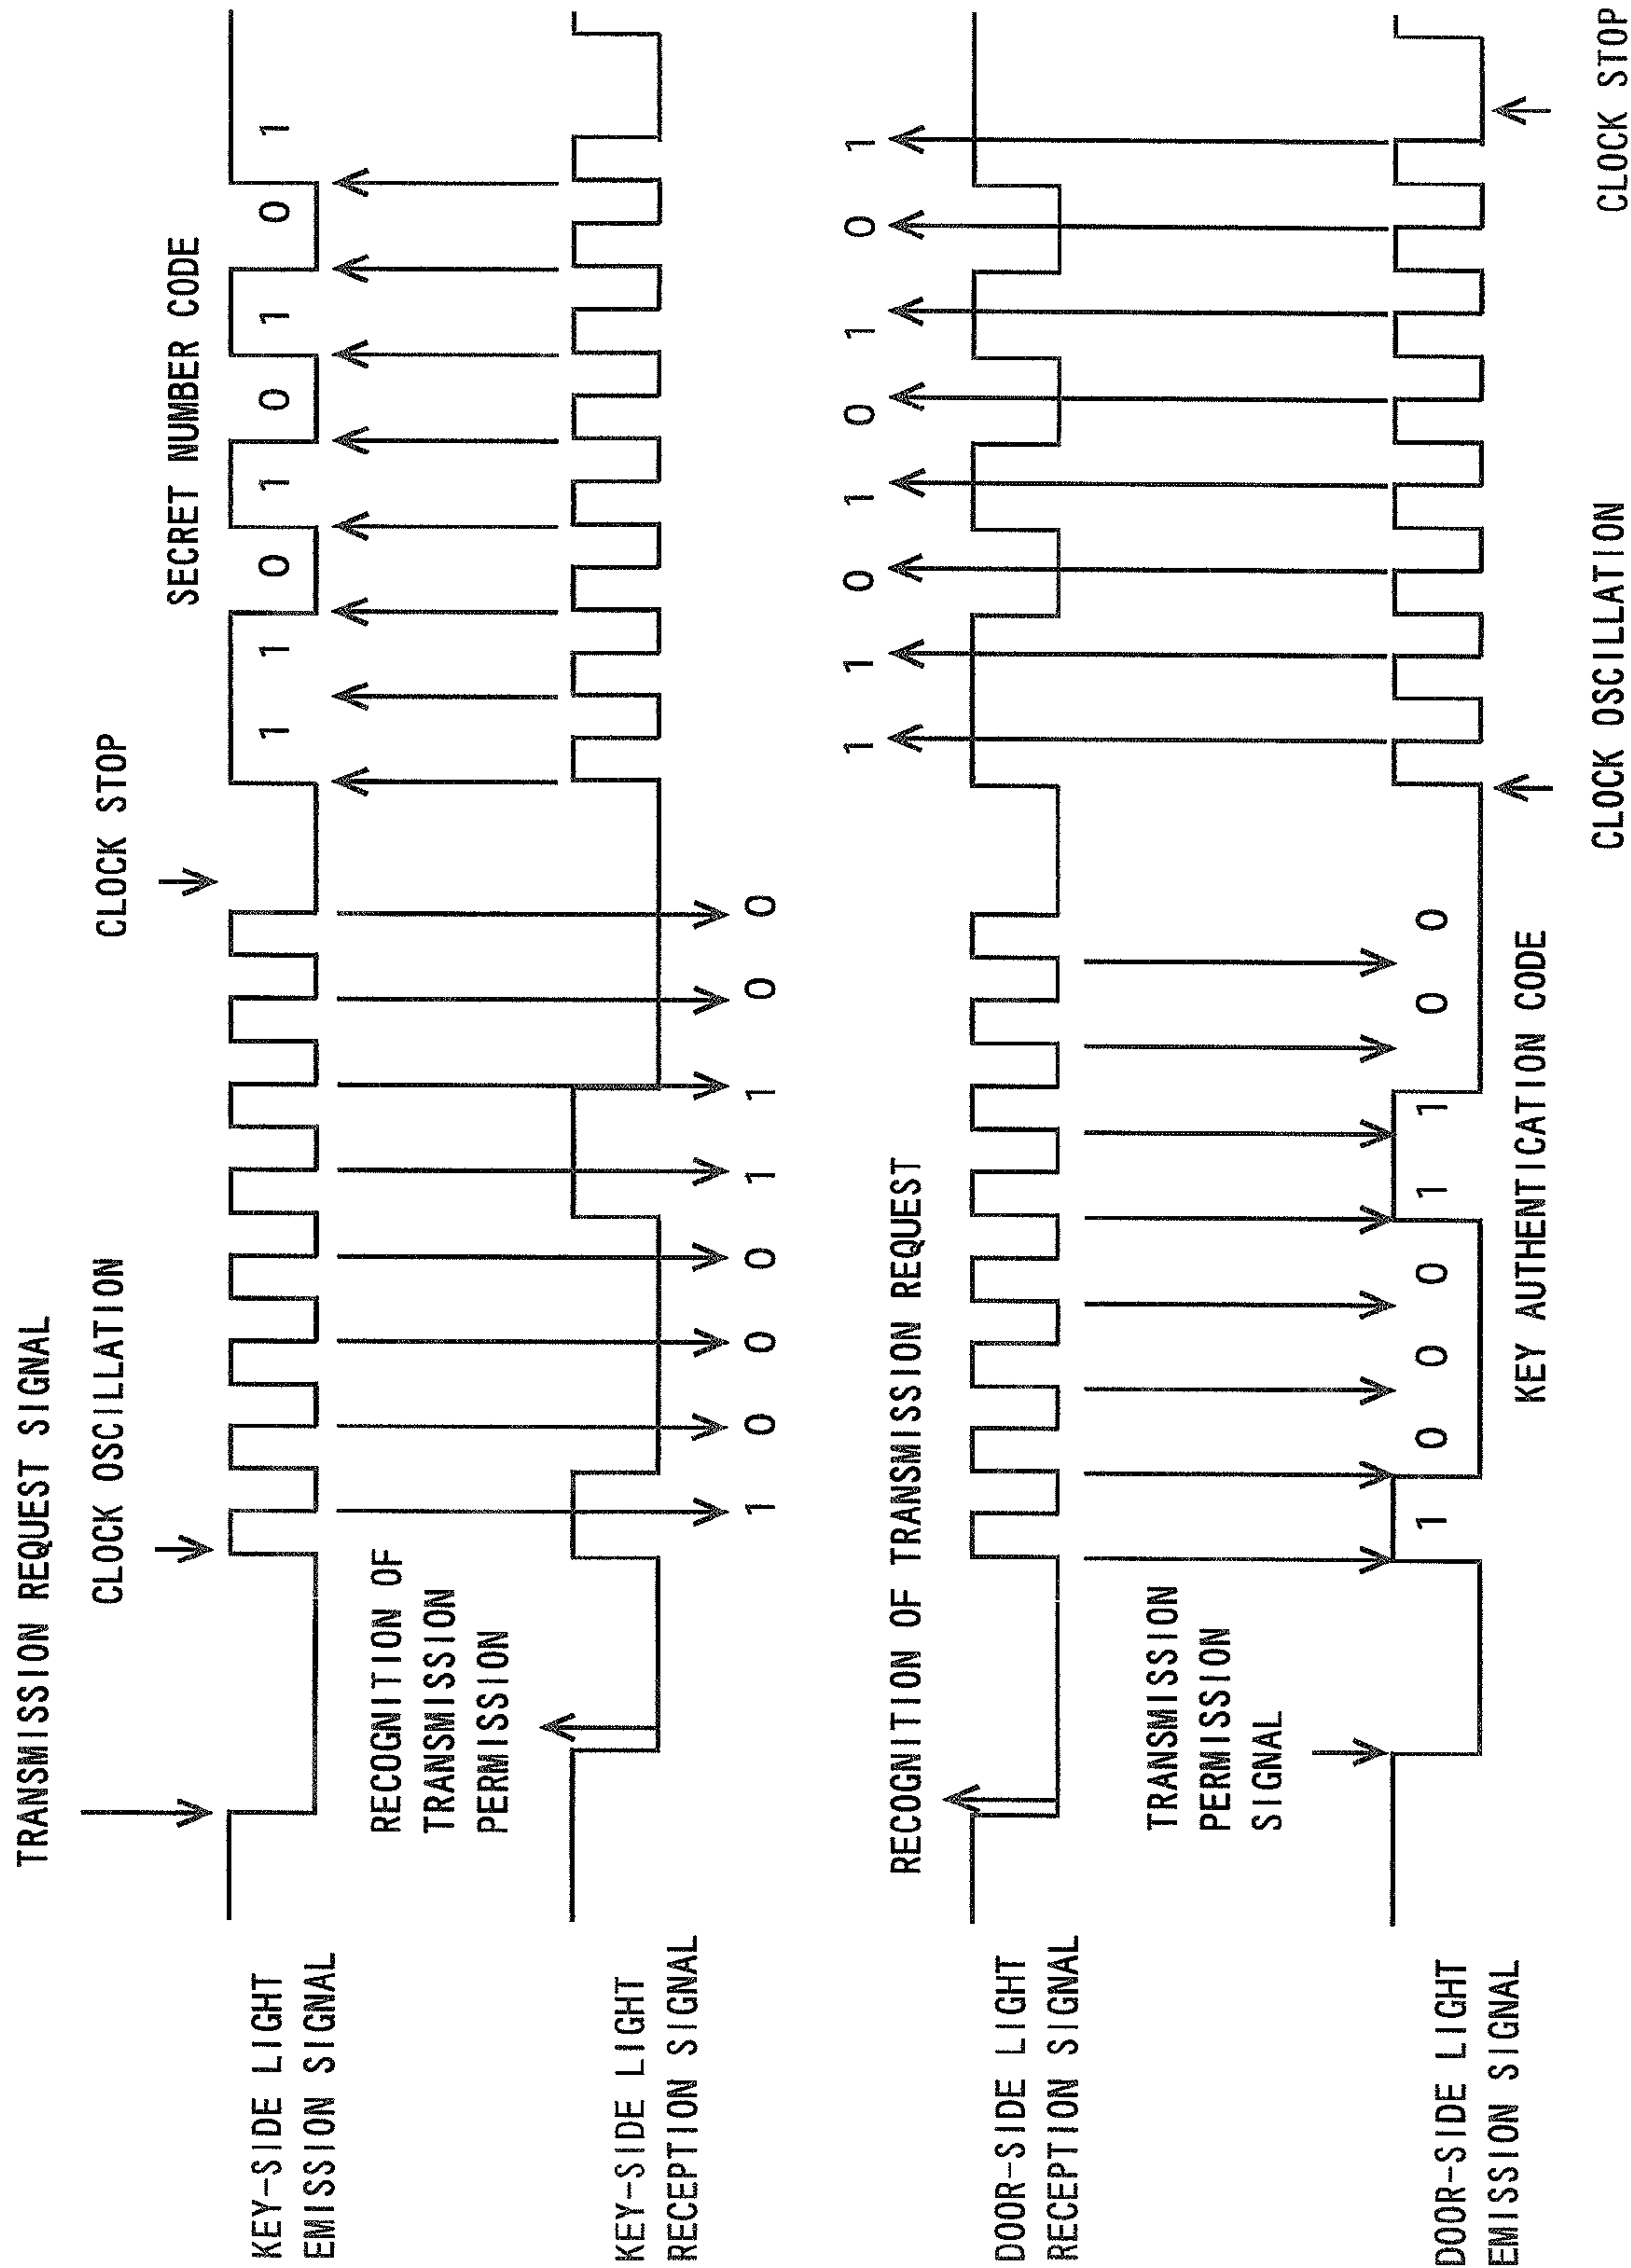 TRANSMISSION REQUEST SIGNAL
CLOCK OSCILLATION
CLOCK STOP
SECRET NUMBER CODE
KEY-SIDE LIGHT
EMISSION SIGNAL
1 1 0 1 0 1 0 1
RECOGNITION OF
TRANSMISSION
PERMISSION
KEY-SIDE LIGHT
RECEPTION SIGNAL
1 0 0 0 1 1 0 0
1 1 0 1 0 1 0 1
RECOGNITION OF TRANSMISSION REQUEST
DOOR-SIDE LIGHT
RECEPTION SIGNAL
TRANSMISSION
PERMISSION
SIGNAL
DOOR-SIDE LIGHT
EMISSION SIGNAL
1 0 0 0 1 1 0 0
KEY AUTHENTICATION CODE
CLOCK OSCILLATION
CLOCK STOP